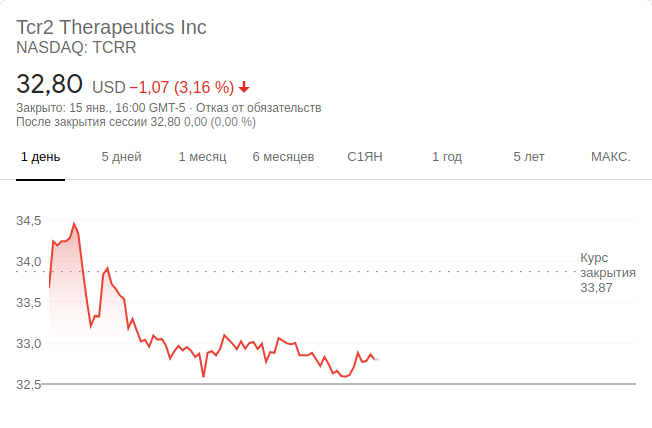 Tcr2 Therapeutics Inc
NASDAQ: TCRR
32,80 USD −1,07 (3,16 %)
Закрыто: 15 янв., 16:00 GMT-5 · Отказ от обязательств
После закрытия сессии 32,80 0,00 (0,00 %)
1 день 5 дней 1 месяц 6 месяцев С1ЯН 1 год 5 лет МАКС.
34,5
34,0
33,5
33,0
32,5
Курс
закрытия
33,87